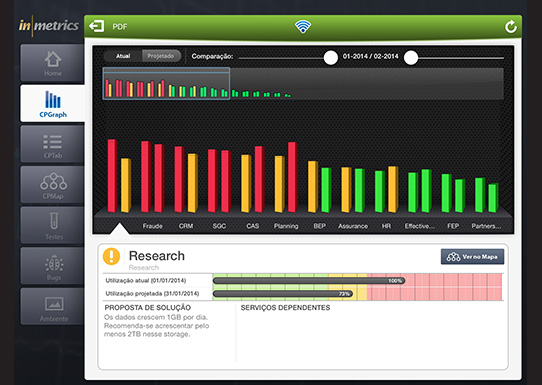 inmetrics
PDF
Home
CPGraph
CPTab
CPMap
Testes
Bugs
Ambiente
Atual
Projetado
Comparação:
01-2014 / 02-2014
Fraude
CRM
SGC
CAS
Planning
BEP
Assurance
HR
Effective...
FEP
Partners...
Research
Research
Ver no Mapa
Utilização atual (01/01/2014)
100%
Utilização projetada (31/01/2014)
73%
PROPOSTA DE SOLUÇÃO
Os dados crescem 1GB por dia.
Recomenda-se acrescentar pelo
menos 2TB nesse storage.
SERVIÇOS DEPENDENTES